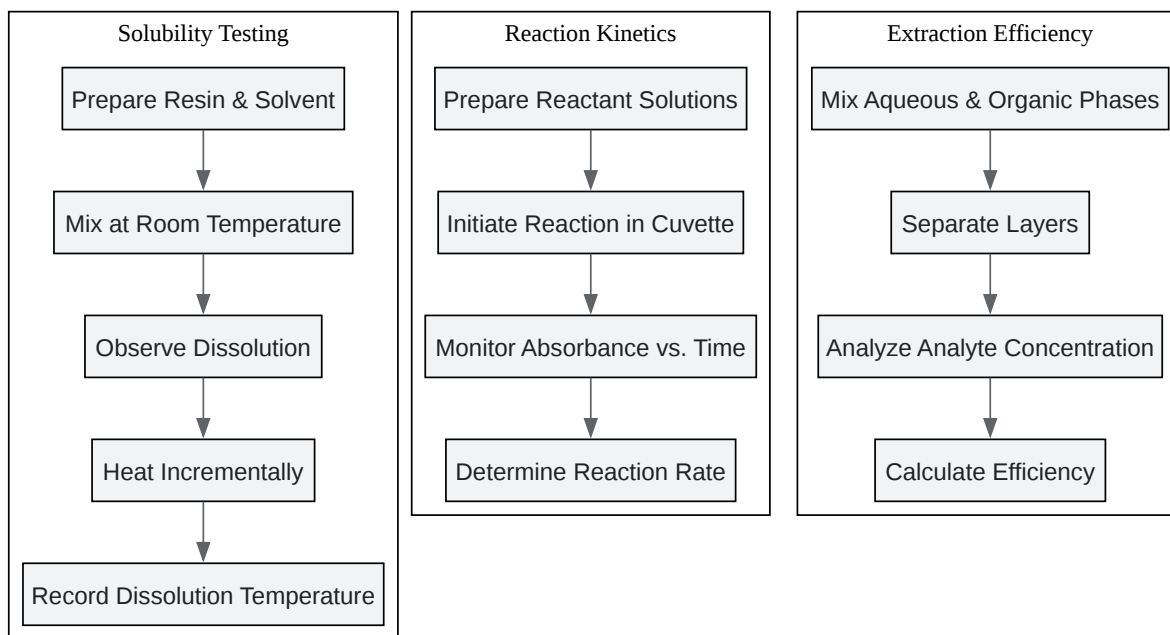 Solubility Testing
Prepare Resin & Solvent
Mix at Room Temperature
Observe Dissolution
Heat Incrementally
Record Dissolution Temperature
Reaction Kinetics
Prepare Reactant Solutions
Initiate Reaction in Cuvette
Monitor Absorbance vs. Time
Determine Reaction Rate
Extraction Efficiency
Mix Aqueous & Organic Phases
Separate Layers
Analyze Analyte Concentration
Calculate Efficiency